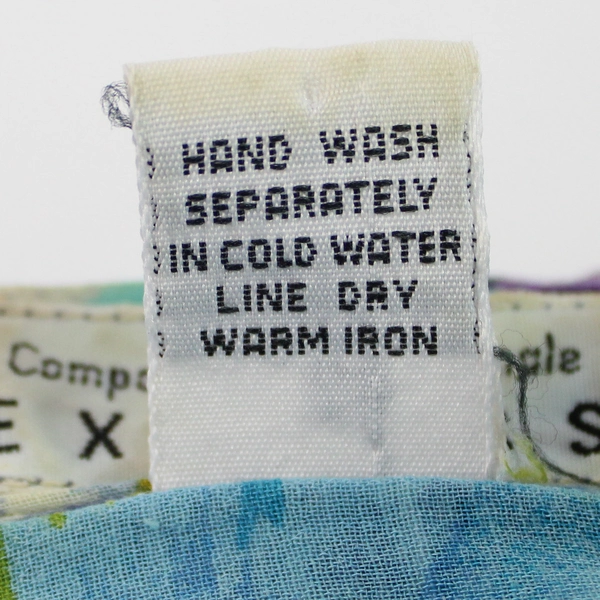 HAND WASH
SEPARATELY
IN COLD WATER
LINE DRY
WARM IRON
X S